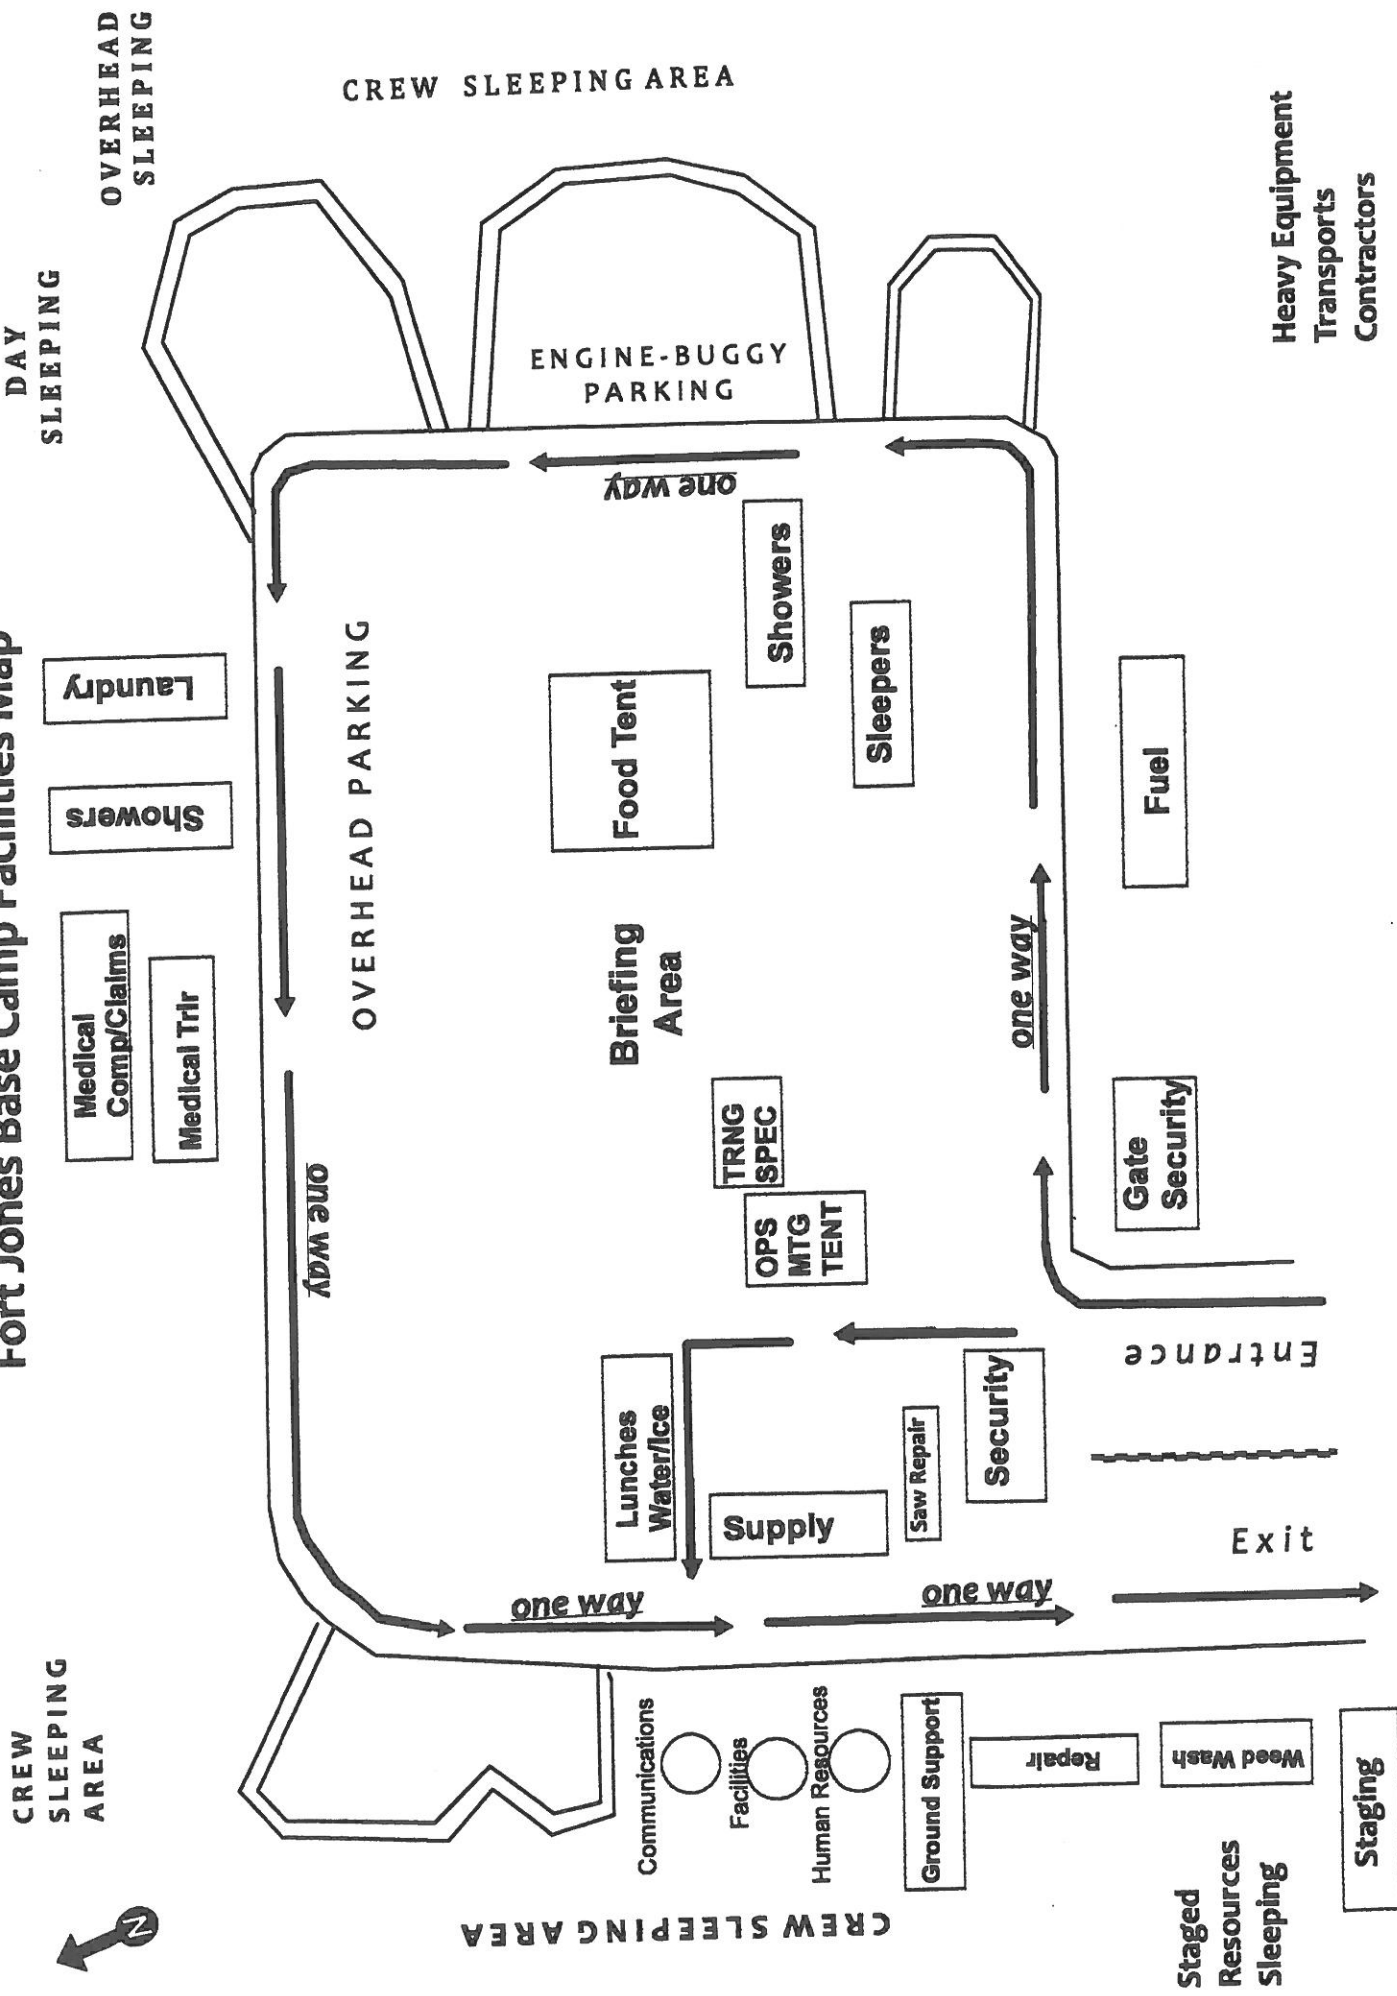 Fort Jones Base Camp Facilities Map
CREW
SLEEPING
AREA
DAY
SLEEPING
OVERHEAD
SLEEPING
Medical
Comp/Claims
Medical Trlr
Showers
Laundry
one way
OVERHEAD PARKING
CREW SLEEPING AREA
ENGINE-BUGGY
PARKING
one way
Briefing
Area
Food Tent
Showers
Sleepers
TRNG
SPEC
OPS
MTG
TENT
Lunches
Water/Ice
Supply
Saw Repair
Security
one way
one way
one way
Communications
Facilities
Human Resources
Ground Support
Repair
Weed Wash
Staging
CREW SLEEPING AREA
Staged
Resources
Sleeping
Exit
Entrance
Gate
Security
Fuel
Heavy Equipment
Transports
Contractors
N